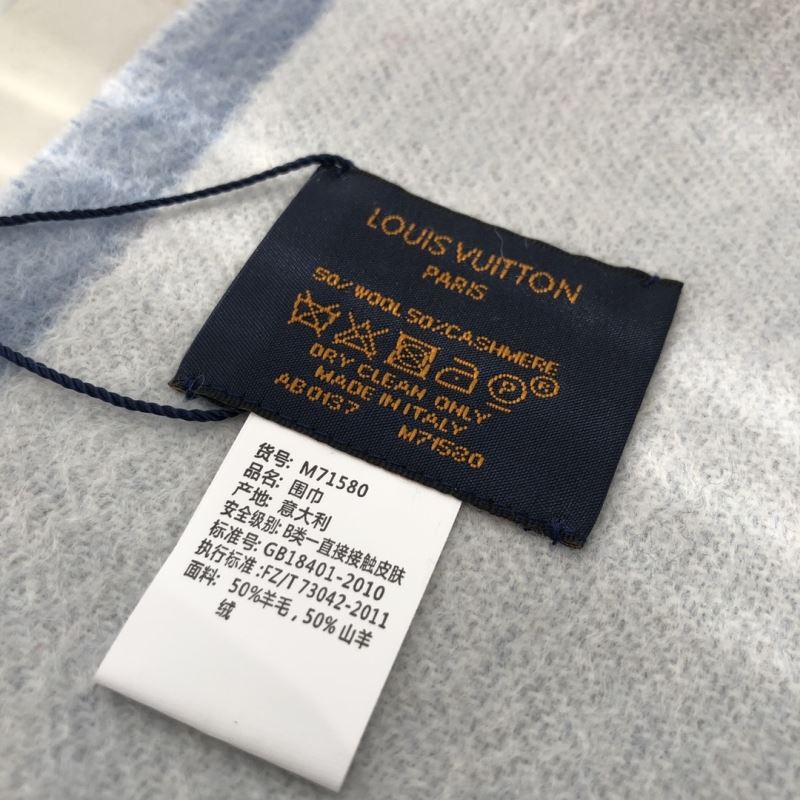 LOUIS VUITTON
PARIS
50%WOOL 50%CASHMERE
DRY CLEAN ONLY
MADE IN ITALY
AB0137 M71580
货号: M71580
品名: 围巾
产地: 意大利
安全级别: B类一直接接触皮肤
标准号: GB18401-2010
执行标准:FZ/T 73042-2011
面料: 50%羊毛, 50% 山羊
绒